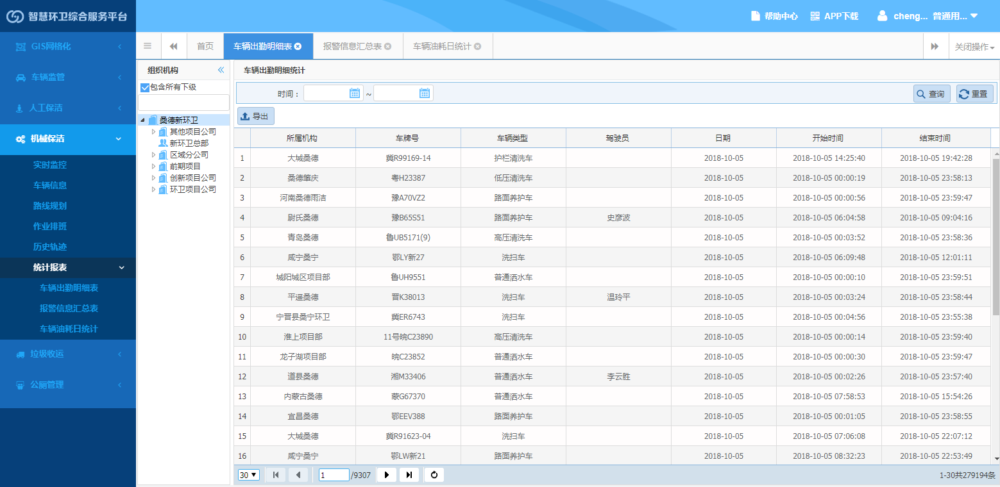 智慧环卫综合服务平台
帮助中心 APP下载 cheng... 普通用...
GIS网格化
车辆监管
人工保洁
机械保洁
实时监控
车辆信息
路线规划
作业排班
历史轨迹
统计报表
车辆出勤明细表
报警信息汇总表
车辆油耗日统计
垃圾收运
公厕管理
首页 车辆出勤明细表 报警信息汇总表 车辆油耗日统计 关闭操作
组织机构
包含所有下级
桑德新环卫
其他项目公司
新环卫总部
区域分公司
前期项目
创新项目公司
环卫项目公司
车辆出勤明细统计
时间： ~ 查询 重置
导出
所属机构 车牌号 车辆类型 驾驶员 日期 开始时间 结束时间
1 大城桑德 冀R99169-14 护栏清洗车 2018-10-05 2018-10-05 14:25:40 2018-10-05 19:42:28
2 桑德肇庆 粤H23387 低压清洗车 2018-10-05 2018-10-05 00:00:19 2018-10-05 23:58:13
3 河南桑德雨洁 豫A70VZ2 路面养护车 2018-10-05 2018-10-05 00:00:56 2018-10-05 23:59:47
4 尉氏桑德 豫B65S51 路面养护车 史彦波 2018-10-05 2018-10-05 06:04:58 2018-10-05 09:04:16
5 青岛桑德 鲁UB5171(9) 高压清洗车 2018-10-05 2018-10-05 00:03:52 2018-10-05 23:58:36
6 咸宁桑宁 鄂LY新27 洗扫车 2018-10-05 2018-10-05 06:09:48 2018-10-05 12:01:11
7 城阳城区项目部 鲁UH9551 普通洒水车 2018-10-05 2018-10-05 00:00:10 2018-10-05 23:59:51
8 平遥桑德 晋K38013 洗扫车 温玲平 2018-10-05 2018-10-05 00:03:24 2018-10-05 23:58:44
9 宁晋县桑宁环卫 冀ER6743 洗扫车 2018-10-05 2018-10-05 00:04:56 2018-10-05 23:55:38
10 淮上项目部 11号皖C23890 高压清洗车 2018-10-05 2018-10-05 00:00:14 2018-10-05 23:59:40
11 龙子湖项目部 皖C23852 普通洒水车 2018-10-05 2018-10-05 00:00:30 2018-10-05 23:59:47
12 道县桑德 湘M33406 普通洒水车 李云胜 2018-10-05 2018-10-05 00:02:26 2018-10-05 23:57:40
13 内蒙古桑德 蒙G67370 普通洒水车 2018-10-05 2018-10-05 07:58:53 2018-10-05 15:54:26
14 宜昌桑德 鄂EEV388 路面养护车 2018-10-05 2018-10-05 00:01:05 2018-10-05 23:58:55
15 大城桑德 冀R91623-04 洗扫车 2018-10-05 2018-10-05 07:06:08 2018-10-05 22:07:12
16 咸宁桑宁 鄂LW新21 路面养护车 2018-10-05 2018-10-05 08:32:23 2018-10-05 22:53:49
30 1 /9307 1-30共279194条